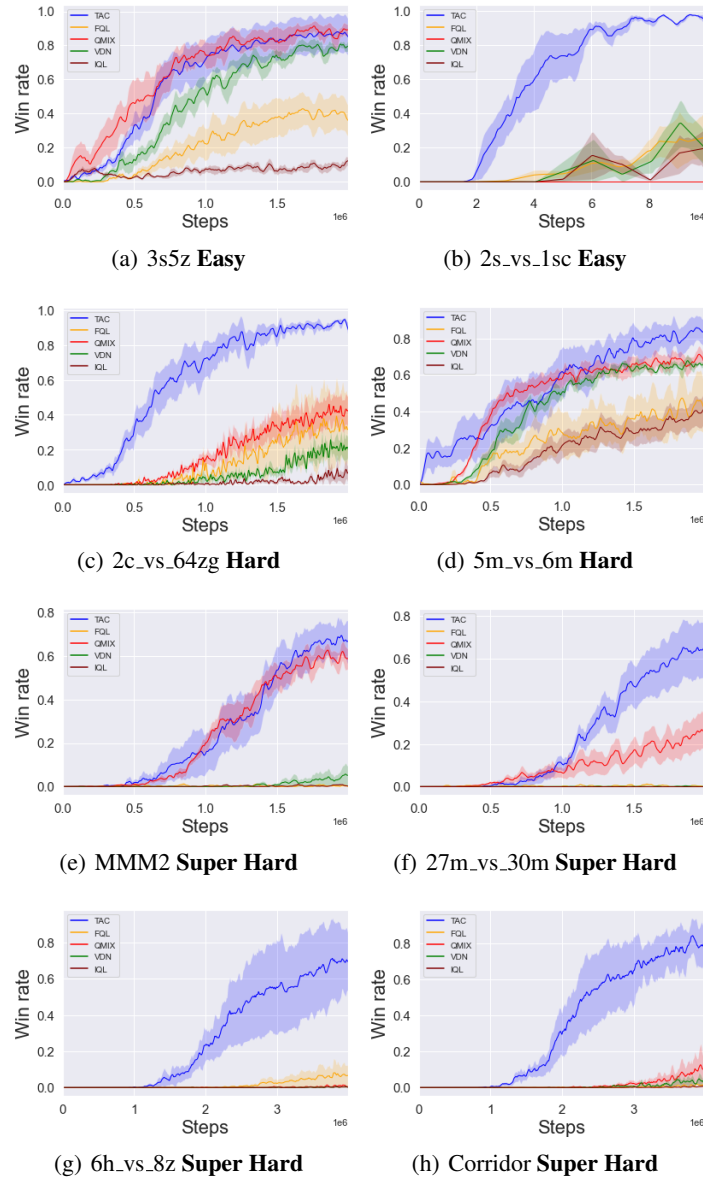 1.0
TAC
FQL
QMIX
VDN
IQL
0.8
0.6
0.4
0.2
0.0
Win rate
0.0 0.5 1.0 1.5
1e6
Steps
(a) 3s5z Easy
1.0
TAC
FQL
QMIX
VDN
IQL
0.8
0.6
0.4
0.2
0.0
Win rate
0 2 4 6 8
1e4
Steps
(b) 2s_vs_1sc Easy
1.0
TAC
FQL
QMIX
VDN
IQL
0.8
0.6
0.4
0.2
0.0
Win rate
0.0 0.5 1.0 1.5
1e6
Steps
(c) 2c_vs_64zg Hard
TAC
FQL
QMIX
VDN
IQL
0.8
0.6
0.4
0.2
0.0
Win rate
0.0 0.5 1.0 1.5
1e6
Steps
(d) 5m_vs_6m Hard
0.8
TAC
FQL
QMIX
VDN
IQL
0.6
0.4
0.2
0.0
Win rate
0.0 0.5 1.0 1.5
1e6
Steps
(e) MMM2 Super Hard
0.8
TAC
FQL
QMIX
VDN
IQL
0.6
0.4
0.2
0.0
Win rate
0.0 0.5 1.0 1.5
1e6
Steps
(f) 27m_vs_30m Super Hard
TAC
FQL
QMIX
VDN
IQL
0.8
0.6
0.4
0.2
0.0
Win rate
0 1 2 3
1e6
Steps
(g) 6h_vs_8z Super Hard
TAC
FQL
QMIX
VDN
IQL
0.8
0.6
0.4
0.2
0.0
Win rate
0 1 2 3
1e6
Steps
(h) Corridor Super Hard